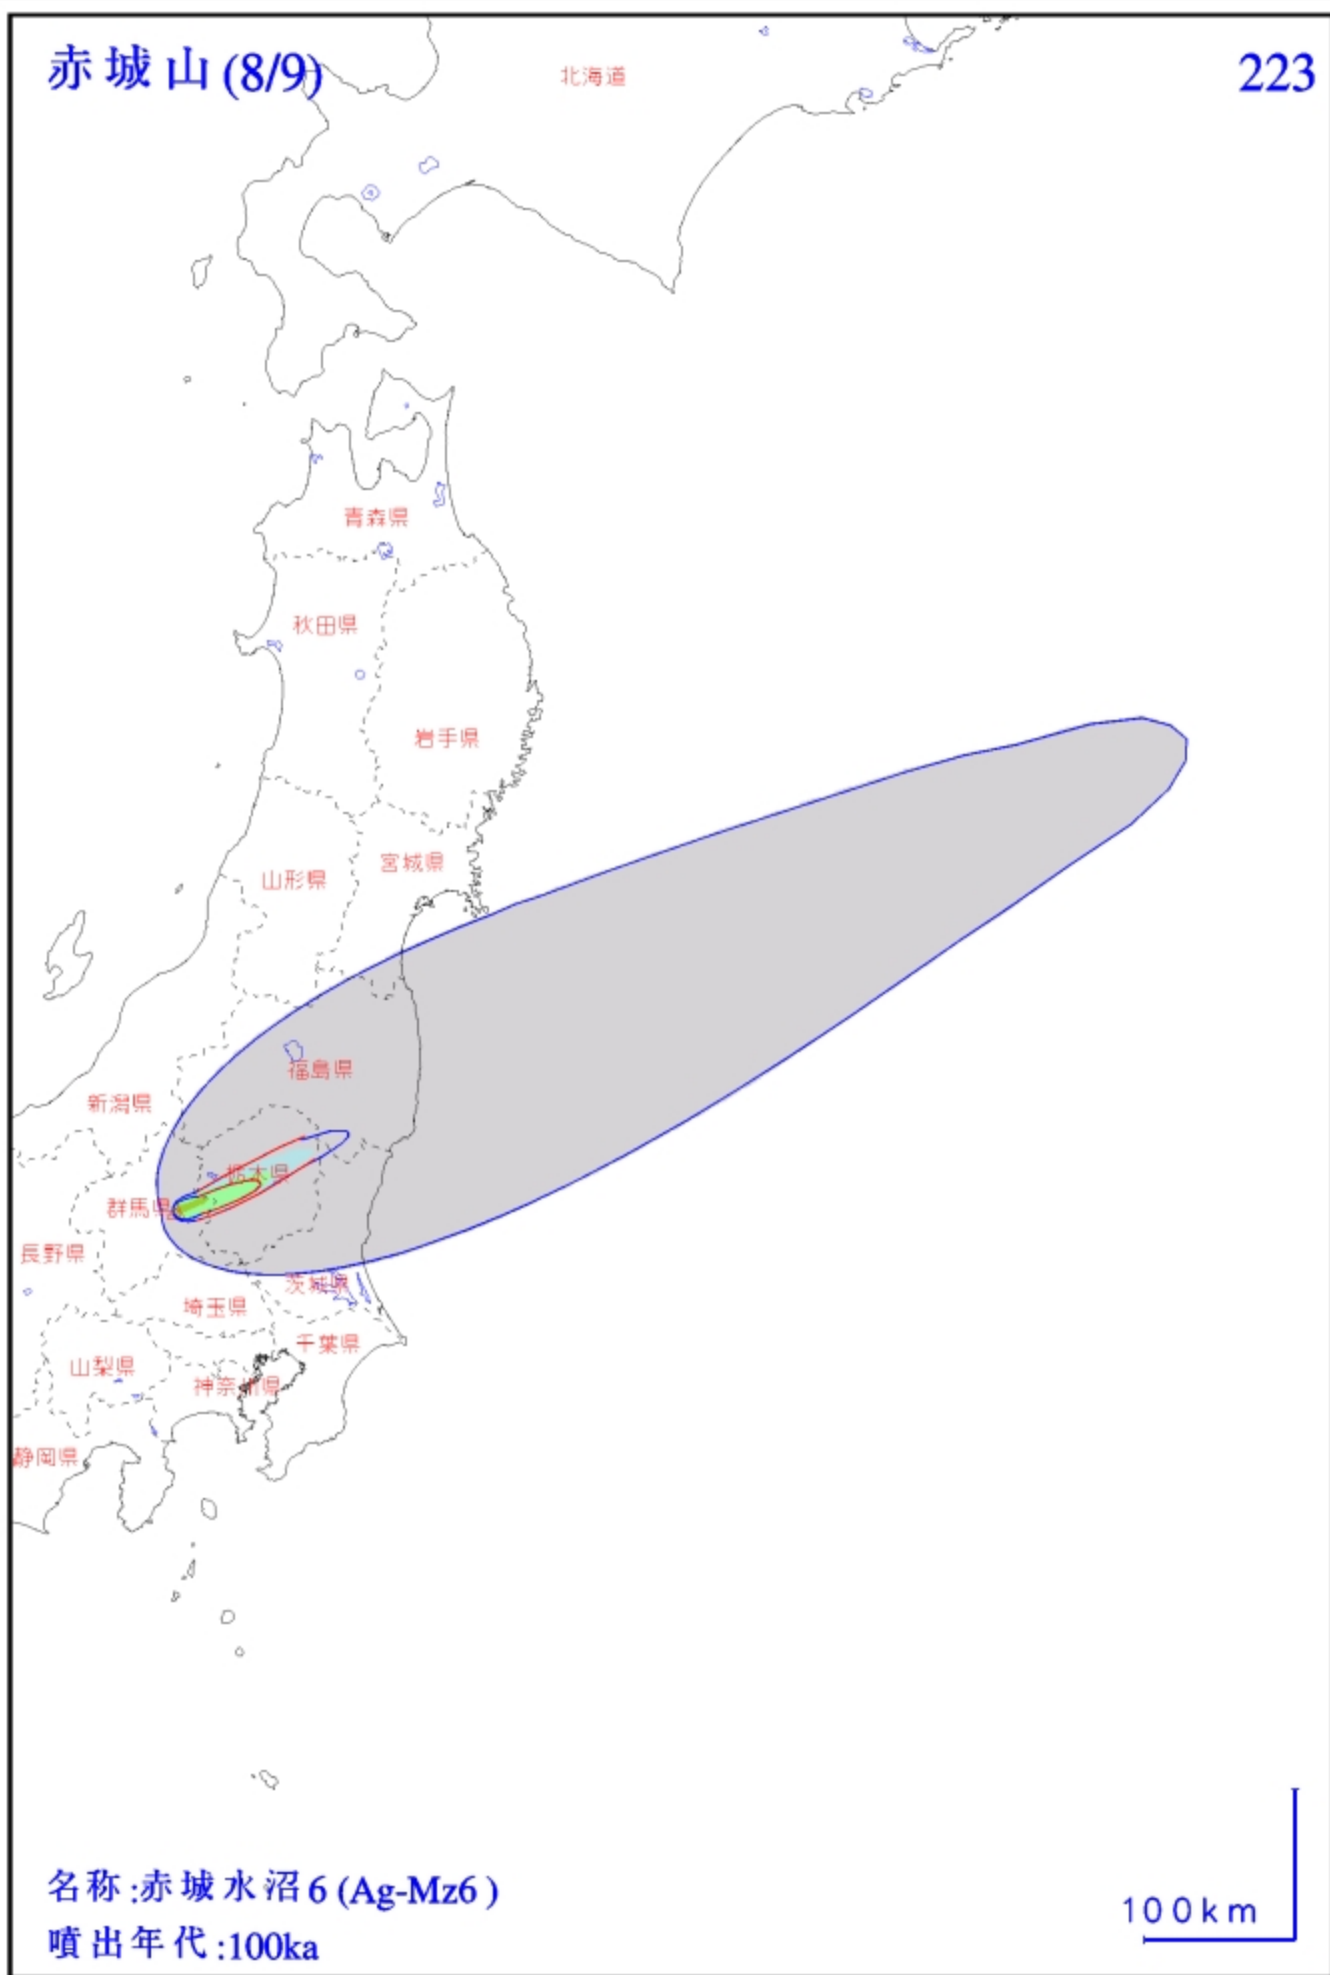 赤城山(8/9)
223
北海道
青森県
秋田県
岩手県
宮城県
山形県
福島県
新潟県
栃木県
群馬県
長野県
茨城県
埼玉県
千葉県
山梨県
神奈川県
静岡県
名称:赤城水沼6(Ag-Mz6)
噴出年代:100ka
100km